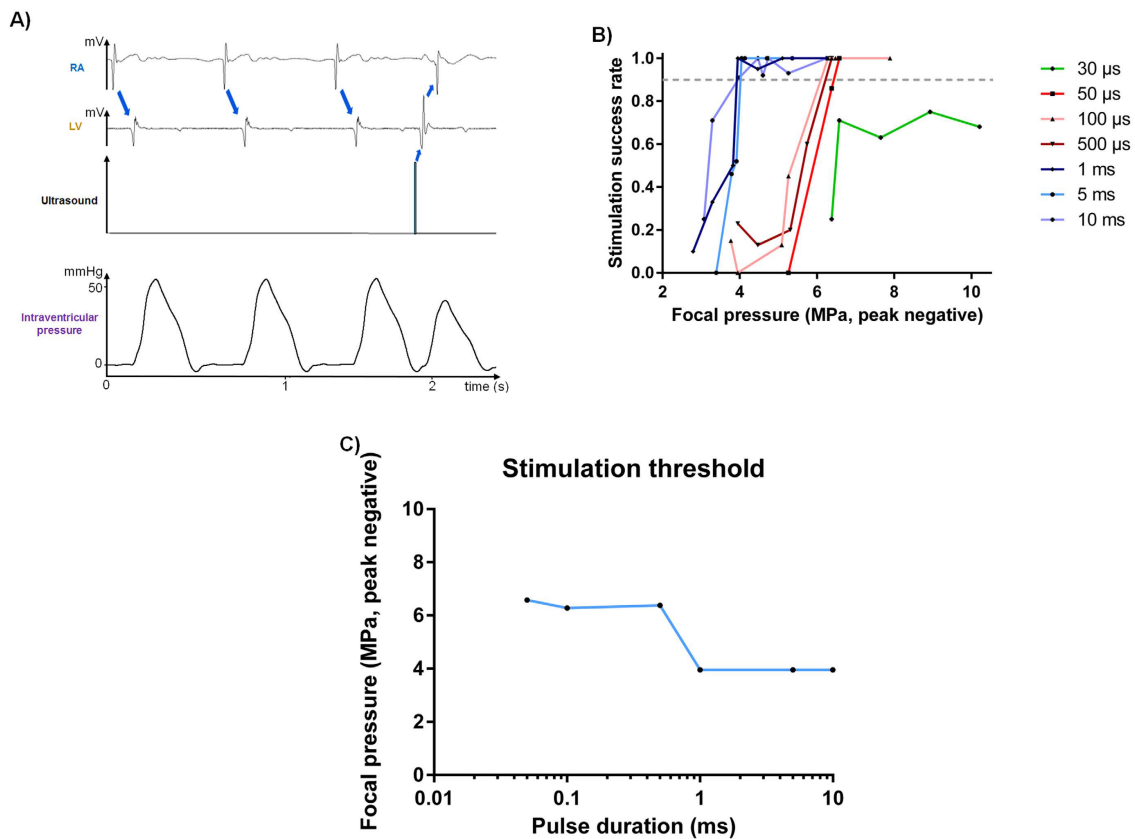 A)
mV
RA
mV
LV
Ultrasound
mmHg
50
Intraventricular
pressure
0
0
1
2
time (s)
B)
Stimulation success rate
1.0
0.8
0.6
0.4
0.2
0.0
2
4
6
8
10
Focal pressure (MPa, peak negative)
30 µs
50 µs
100 µs
500 µs
1 ms
5 ms
10 ms
C)
Stimulation threshold
Focal pressure (MPa, peak negative)
10
8
6
4
2
0
0.01
0.1
1
10
Pulse duration (ms)